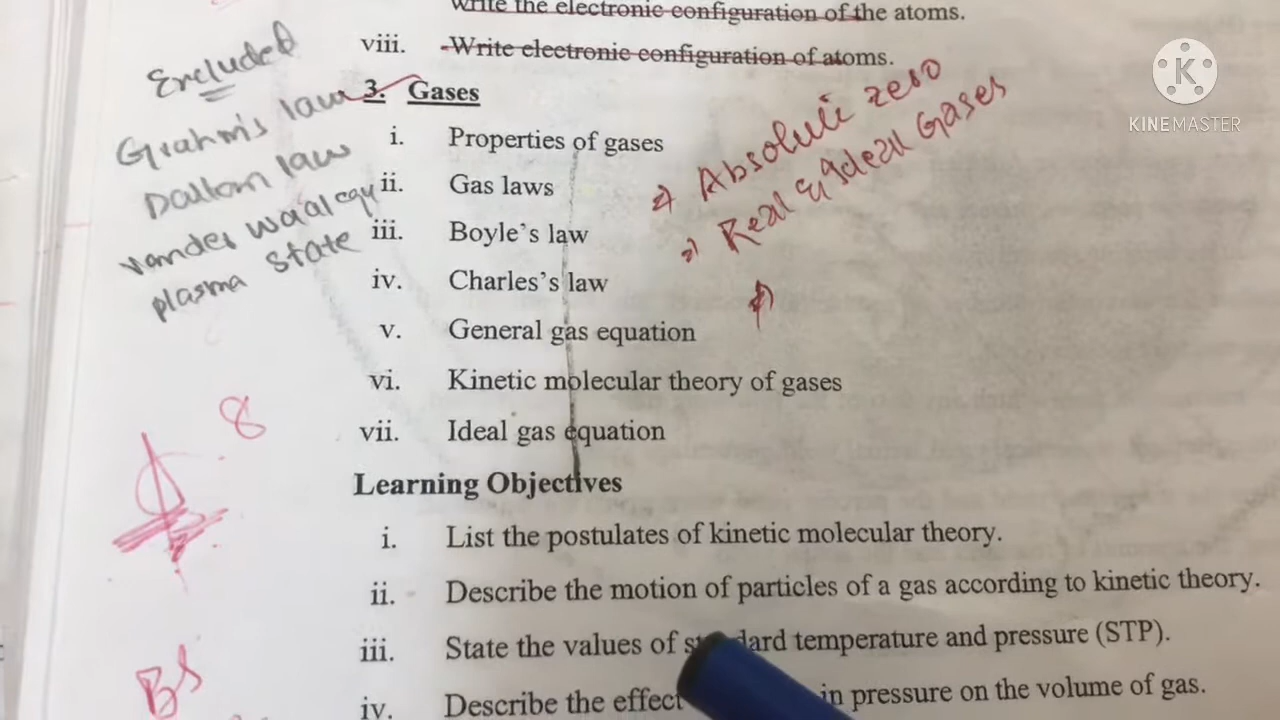 Write the electronic configuration of the atoms.
viii. Write electronic configuration of atoms.
Excluded
Grahm's law
Dalton law
vander waal equ
plasma state
3. Gases
i. Properties of gases
ii. Gas laws
iii. Boyle's law
iv. Charles's law
v. General gas equation
vi. Kinetic molecular theory of gases
vii. Ideal gas equation
⇒ Absolute zero
⇒ Real & Ideal Gases
KINEMASTER
8
Learning Objectives
i. List the postulates of kinetic molecular theory.
ii. Describe the motion of particles of a gas according to kinetic theory.
iii. State the values of standard temperature and pressure (STP).
iv. Describe the effect in pressure on the volume of gas.